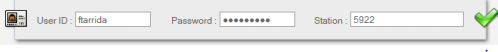 User ID : ftarrida Password : ●●●●●●●●● Station : 5922